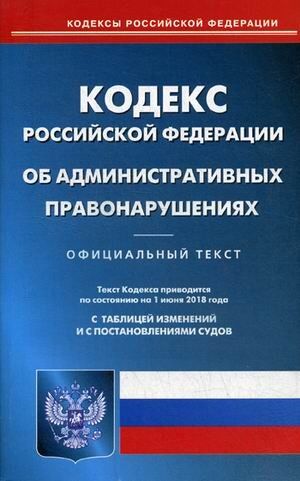 КОДЕКСЫ РОССИЙСКОЙ ФЕДЕРАЦИИ
КОДЕКС
РОССИЙСКОЙ ФЕДЕРАЦИИ
ОБ АДМИНИСТРАТИВНЫХ
ПРАВОНАРУШЕНИЯХ
ОФИЦИАЛЬНЫЙ ТЕКСТ
Текст Кодекса приводится
по состоянию на 1 июня 2018 года
С ТАБЛИЦЕЙ ИЗМЕНЕНИЙ
И С ПОСТАНОВЛЕНИЯМИ СУДОВ